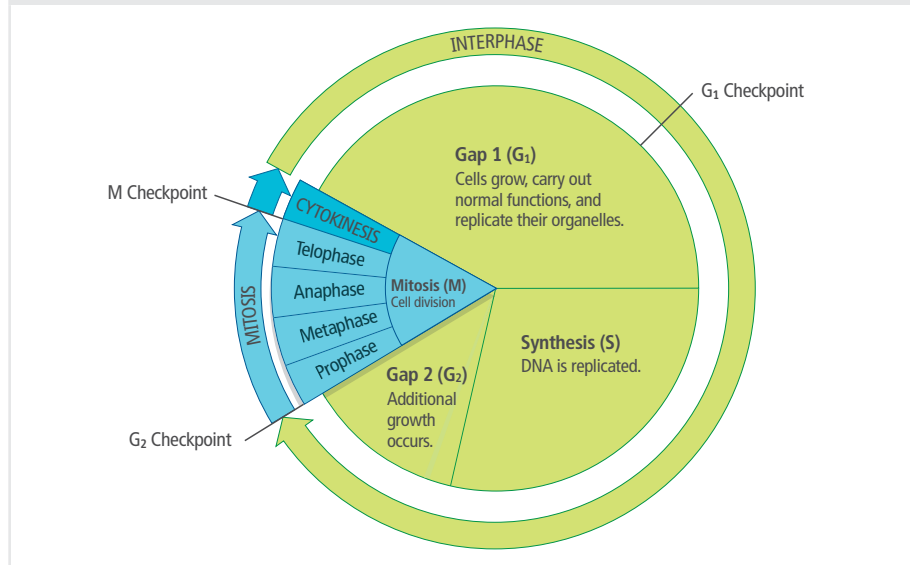 INTERPHASE
G₁ Checkpoint
Gap 1 (G₁)
Cells grow, carry out
normal functions, and
replicate their organelles.
M Checkpoint
CYTOKINESIS
Telophase
Anaphase
Metaphase
Prophase
Mitosis (M)
Cell division
MITOSIS
Synthesis (S)
DNA is replicated.
Gap 2 (G₂)
Additional
growth
occurs.
G₂ Checkpoint